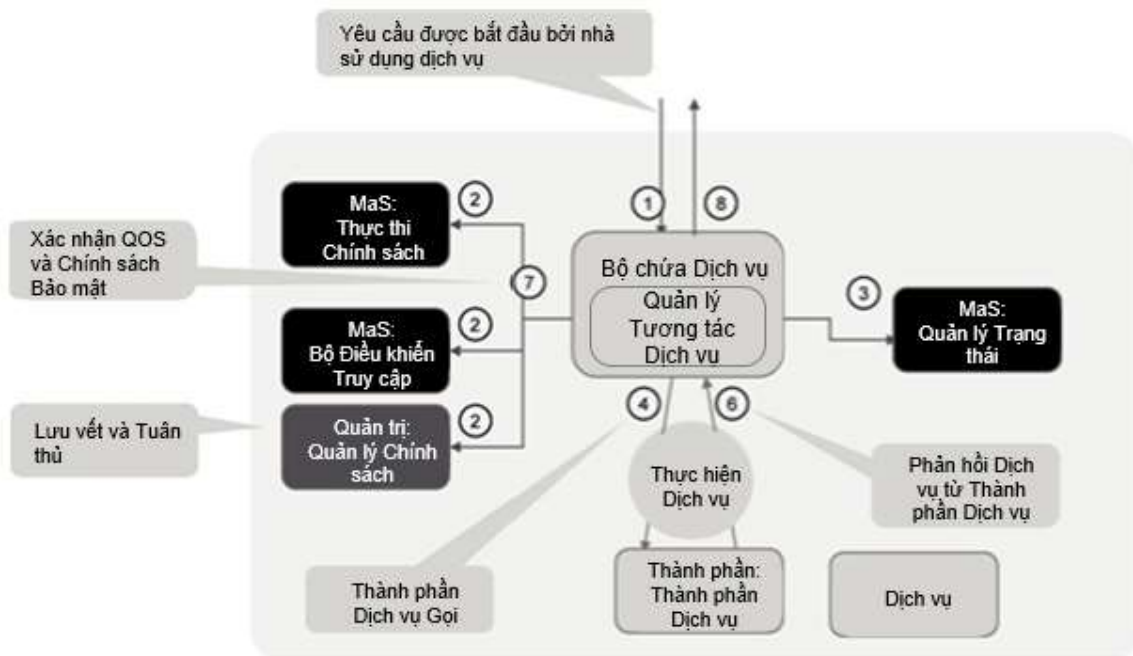 Yêu cầu được bắt đầu bởi nhà
sử dụng dịch vụ
MaS:
Thực thi
Chính sách
2
1
8
Xác nhận QOS
và Chính sách
Bảo mật
7
Bộ chứa Dịch vụ
Quản lý
Tương tác
Dịch vụ
3
MaS:
Quản lý Trạng
thái
MaS:
Bộ Điều khiển
Truy cập
2
Lưu vết và Tuân
thủ
Quản trị:
Quản lý Chính
sách
2
4
6
Thực hiện
Dịch vụ
Phản hồi Dịch
vụ từ Thành
phần Dịch vụ
Thành phần
Dịch vụ Gọi
Thành phần:
Thành phần
Dịch vụ
Dịch vụ